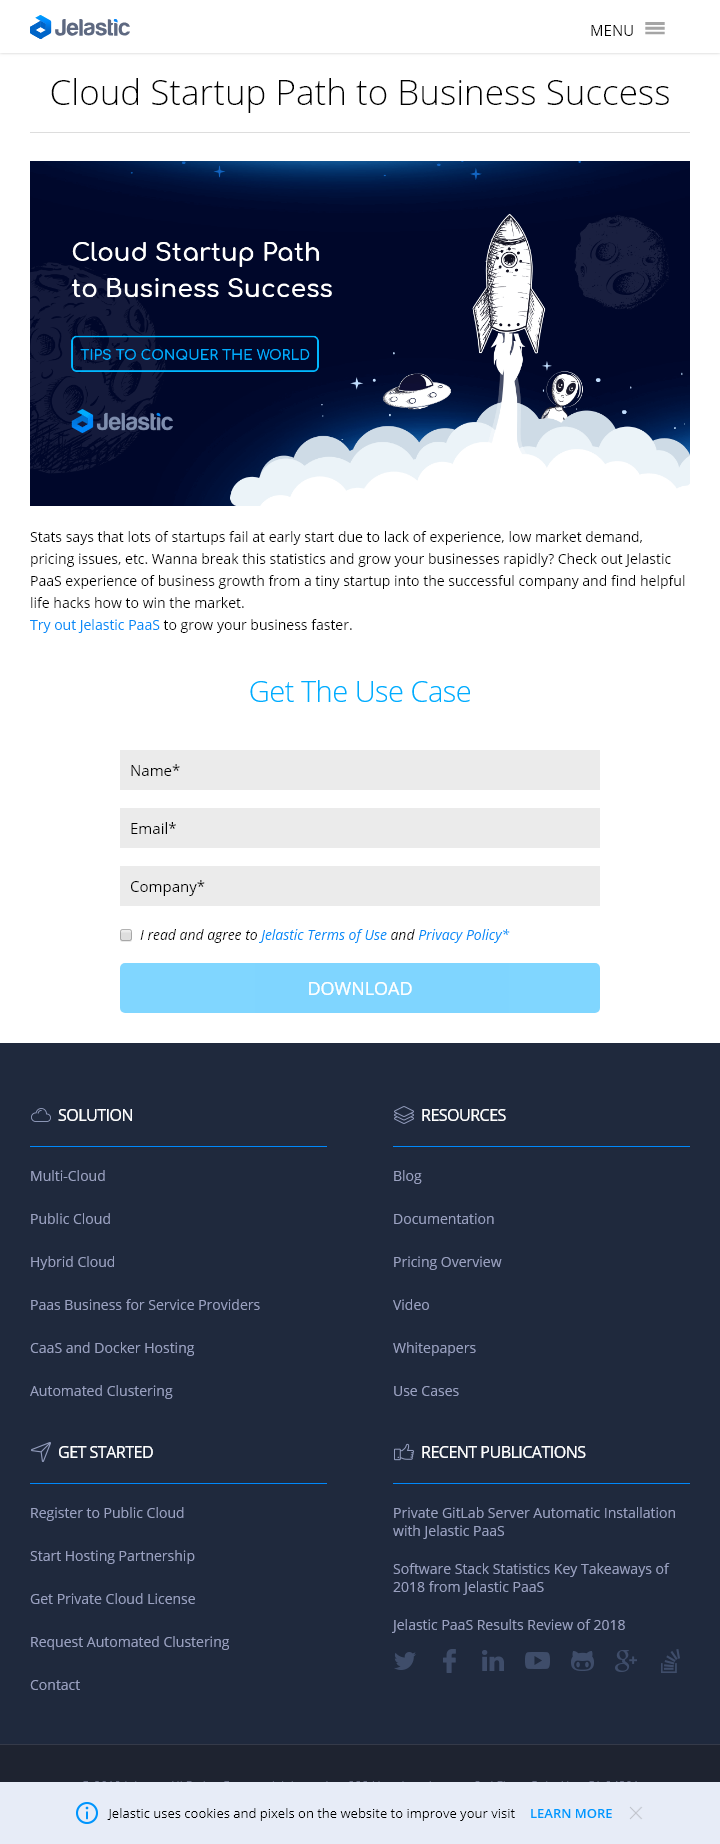 Jelastic
MENU
Cloud Startup Path to Business Success
Cloud Startup Path
to Business Success
TIPS TO CONQUER THE WORLD
Jelastic
Stats says that lots of startups fail at early start due to lack of experience, low market demand,
pricing issues, etc. Wanna break this statistics and grow your businesses rapidly? Check out Jelastic
PaaS experience of business growth from a tiny startup into the successful company and find helpful
life hacks how to win the market.
Try out Jelastic PaaS to grow your business faster.
Get The Use Case
Name*
Email*
Company*
I read and agree to Jelastic Terms of Use and Privacy Policy*
DOWNLOAD
SOLUTION
Multi-Cloud
Public Cloud
Hybrid Cloud
Paas Business for Service Providers
CaaS and Docker Hosting
Automated Clustering
RESOURCES
Blog
Documentation
Pricing Overview
Video
Whitepapers
Use Cases
GET STARTED
Register to Public Cloud
Start Hosting Partnership
Get Private Cloud License
Request Automated Clustering
Contact
RECENT PUBLICATIONS
Private GitLab Server Automatic Installation
with Jelastic PaaS
Software Stack Statistics Key Takeaways of
2018 from Jelastic PaaS
Jelastic PaaS Results Review of 2018
Jelastic uses cookies and pixels on the website to improve your visit LEARN MORE